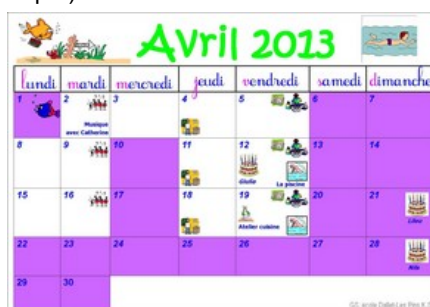 Avril 2013
lundi mardi mercredi jeudi vendredi samedi dimanche
1 2 3 4 5 6 7
Musique
avec Catherine
8 9 10 11 12 13 14
Giulia La piscine
15 16 17 18 19 20 21
Atelier cuisine
22 23 24 25 26 27 28
29 30